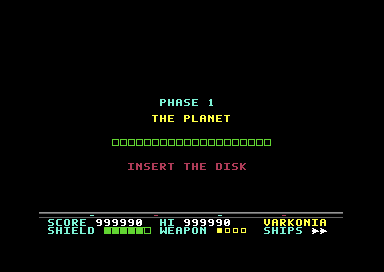 PHASE 1
THE PLANET
INSERT THE DISK
SCORE 999990 HI 999990 VARKONIA
SHIELD WEAPON SHIPS